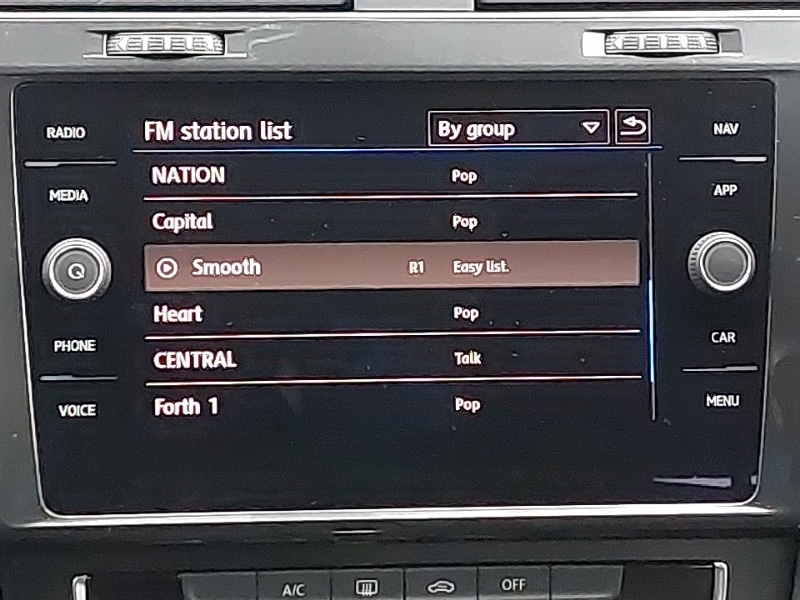 RADIO
MEDIA
PHONE
VOICE
FM station list By group
NATION Pop
Capital Pop
Smooth R1 Easy list.
Heart Pop
CENTRAL Talk
Forth 1 Pop
NAV
APP
CAR
MENU
A/C OFF